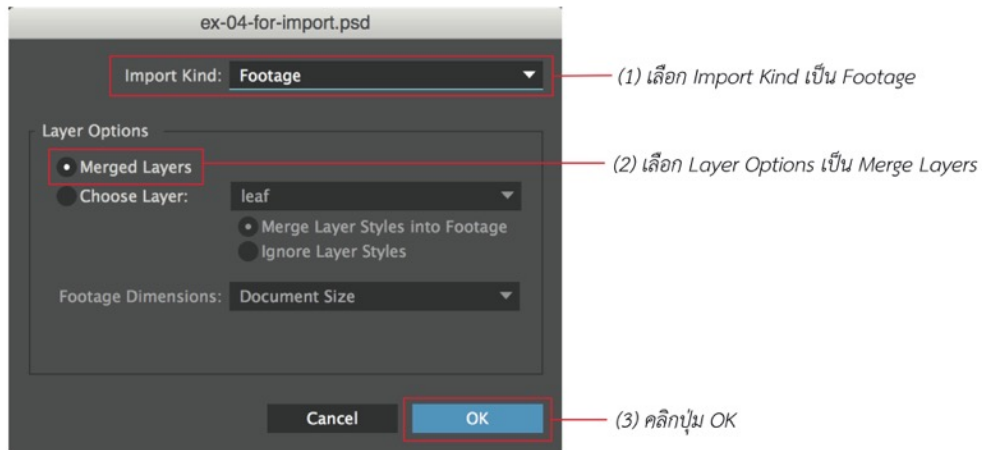 ex-04-for-import.psd
Import Kind: Footage
(1) เลือก Import Kind เป็น Footage
Layer Options
Merged Layers
(2) เลือก Layer Options เป็น Merge Layers
Choose Layer: leaf
Merge Layer Styles into Footage
Ignore Layer Styles
Footage Dimensions: Document Size
Cancel OK
(3) คลิกปุ่ม OK